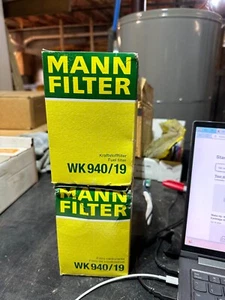 MANN
FILTER
Kraftstofffilter
Fuel filter
WK 940/19
MANN
FILTER
WK 940/19